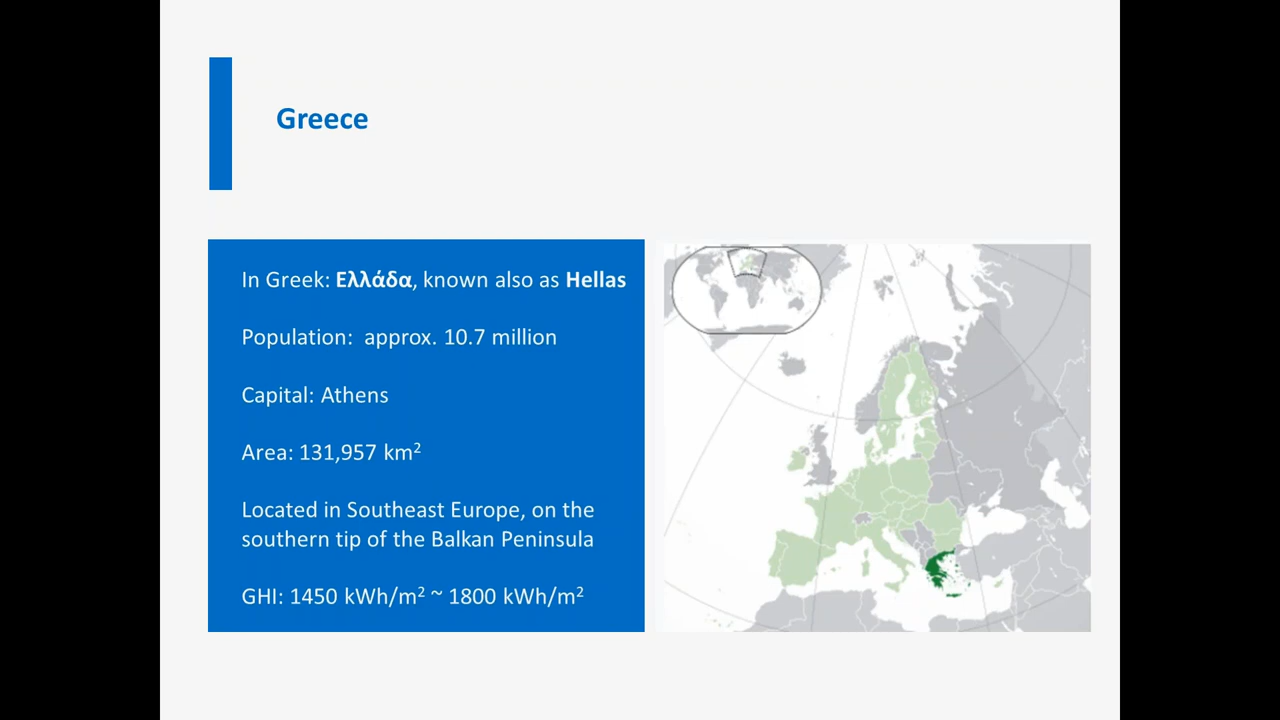 Greece
In Greek: Ελλάδα, known also as Hellas
Population:  approx. 10.7 million
Capital: Athens
Area: 131,957 km²
Located in Southeast Europe, on the
southern tip of the Balkan Peninsula
GHI: 1450 kWh/m² ~ 1800 kWh/m²